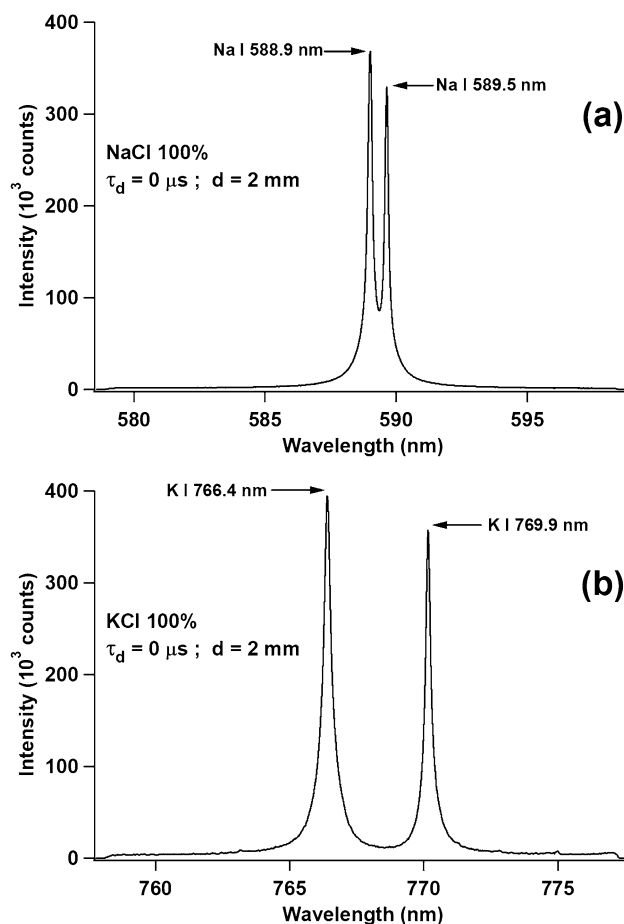 400
Na I 588.9 nm
Na I 589.5 nm
(a)
300
NaCl 100%
τd = 0 μs ; d = 2 mm
200
100
0
Intensity (10³ counts)
580 585 590 595
Wavelength (nm)
400
K I 766.4 nm
K I 769.9 nm
(b)
300
KCl 100%
τd = 0 μs ; d = 2 mm
200
100
0
Intensity (10³ counts)
760 765 770 775
Wavelength (nm)